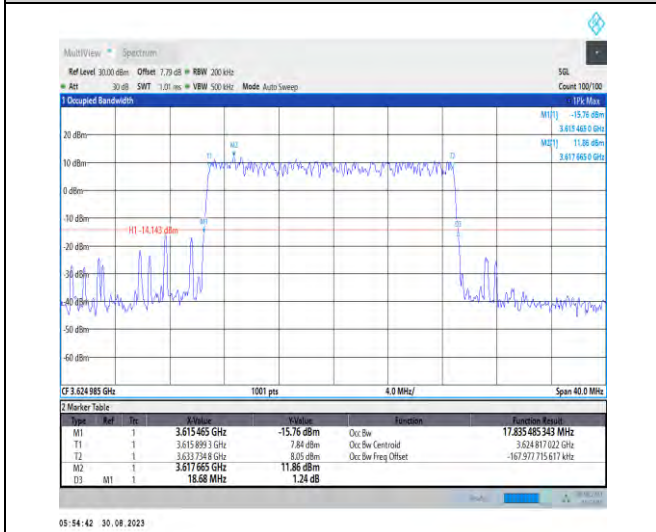 MultiView Spectrum
Ref Level 30.00 dBm Offset 7.79 dB RBW 200 kHz SGL
Att 30 dB SWT 1.01 ms VBW 500 kHz Mode Auto Sweep Count 100/100
1 Occupied Bandwidth 1Pk Max
M1[1] -15.76 dBm
3.615 465 0 GHz
M2[1] 11.86 dBm
3.617 665 0 GHz
20 dBm
M2
T1 T2
10 dBm
0 dBm
-10 dBm
M1 D3
H1 -14.143 dBm
-20 dBm
-30 dBm
-40 dBm
-50 dBm
-60 dBm
CF 3.624 985 GHz 1001 pts 4.0 MHz/ Span 40.0 MHz
2 Marker Table
Type Ref Trc X-Value Y-Value Function Function Result
M1 1 3.615 465 GHz -15.76 dBm Occ Bw 17.835 485 343 MHz
T1 1 3.615 899 3 GHz 7.84 dBm Occ Bw Centroid 3.624 817 022 GHz
T2 1 3.633 734 8 GHz 8.05 dBm Occ Bw Freq Offset -167.977 715 617 kHz
M2 1 3.617 665 GHz 11.86 dBm
D3 M1 1 18.68 MHz 1.24 dB
05:54:42 30.08.2023